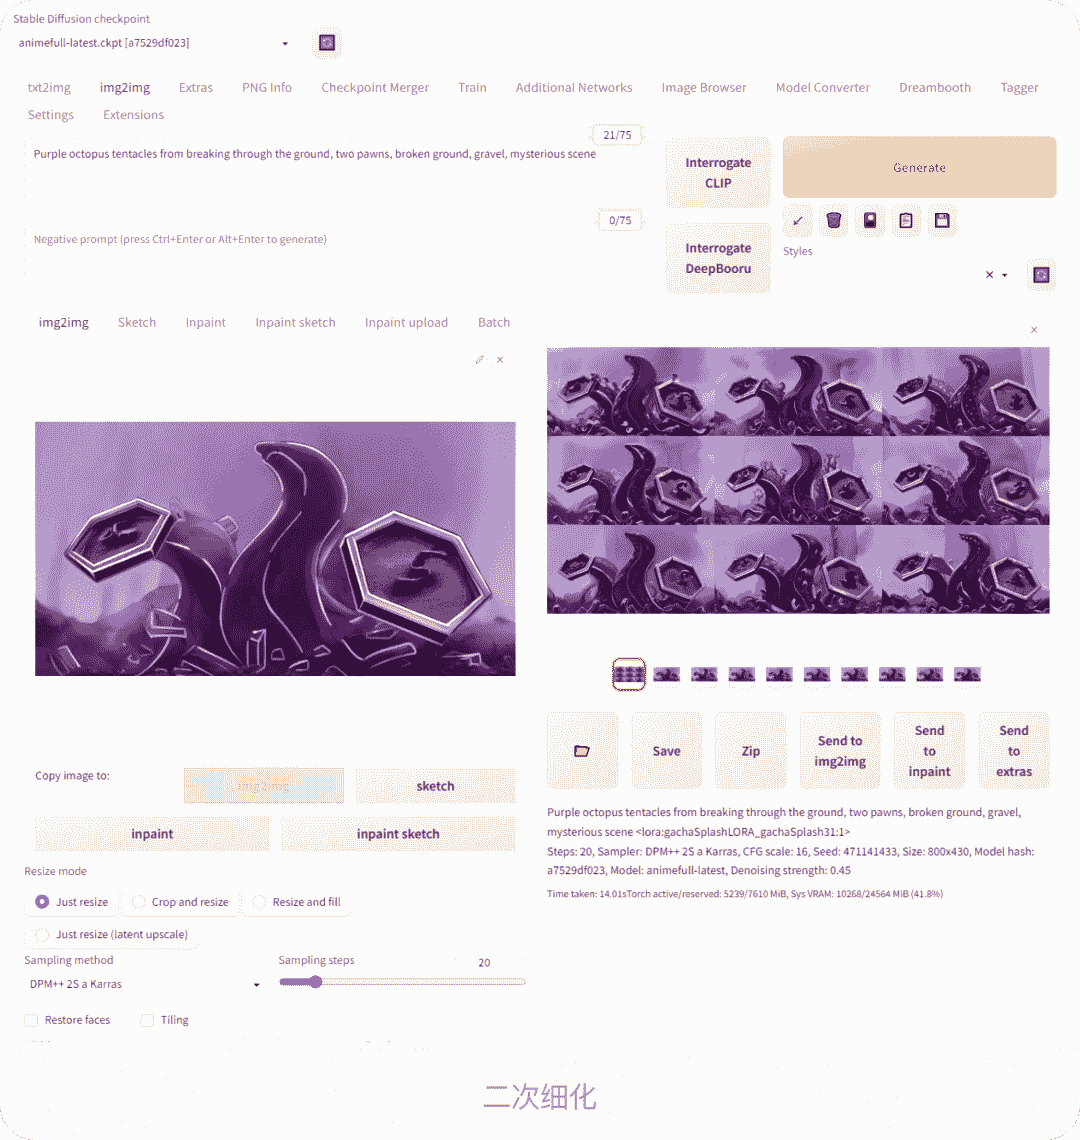 Stable Diffusion checkpoint
animefull-latest.ckpt [a7529df023]
txt2img img2img Extras PNG Info Checkpoint Merger Train Additional Networks Image Browser Model Converter Dreambooth Tagger
Settings Extensions
21/75
Purple octopus tentacles from breaking through the ground, two pawns, broken ground, gravel, mysterious scene
Interrogate
CLIP
Generate
0/75
Negative prompt (press Ctrl+Enter or Alt+Enter to generate)
Interrogate
DeepBooru
Styles
img2img Sketch Inpaint Inpaint sketch Inpaint upload Batch
Copy image to:
img2img
sketch
inpaint
inpaint sketch
Resize mode
Just resize Crop and resize Resize and fill
Just resize (latent upscale)
Sampling method
DPM++ 2S a Karras
Sampling steps
20
Restore faces Tiling
Save
Zip
Send to
img2img
Send
to
inpaint
Send
to
extras
Purple octopus tentacles from breaking through the ground, two pawns, broken ground, gravel,
mysterious scene <lora:gachaSplashLORA_gachaSplash31:1>
Steps: 20, Sampler: DPM++ 2S a Karras, CFG scale: 16, Seed: 471141433, Size: 800x430, Model hash:
a7529df023, Model: animefull-latest, Denoising strength: 0.45
Time taken: 14.01sTorch active/reserved: 5239/7610 MiB, Sys VRAM: 10268/24564 MiB (41.8%)
二次细化